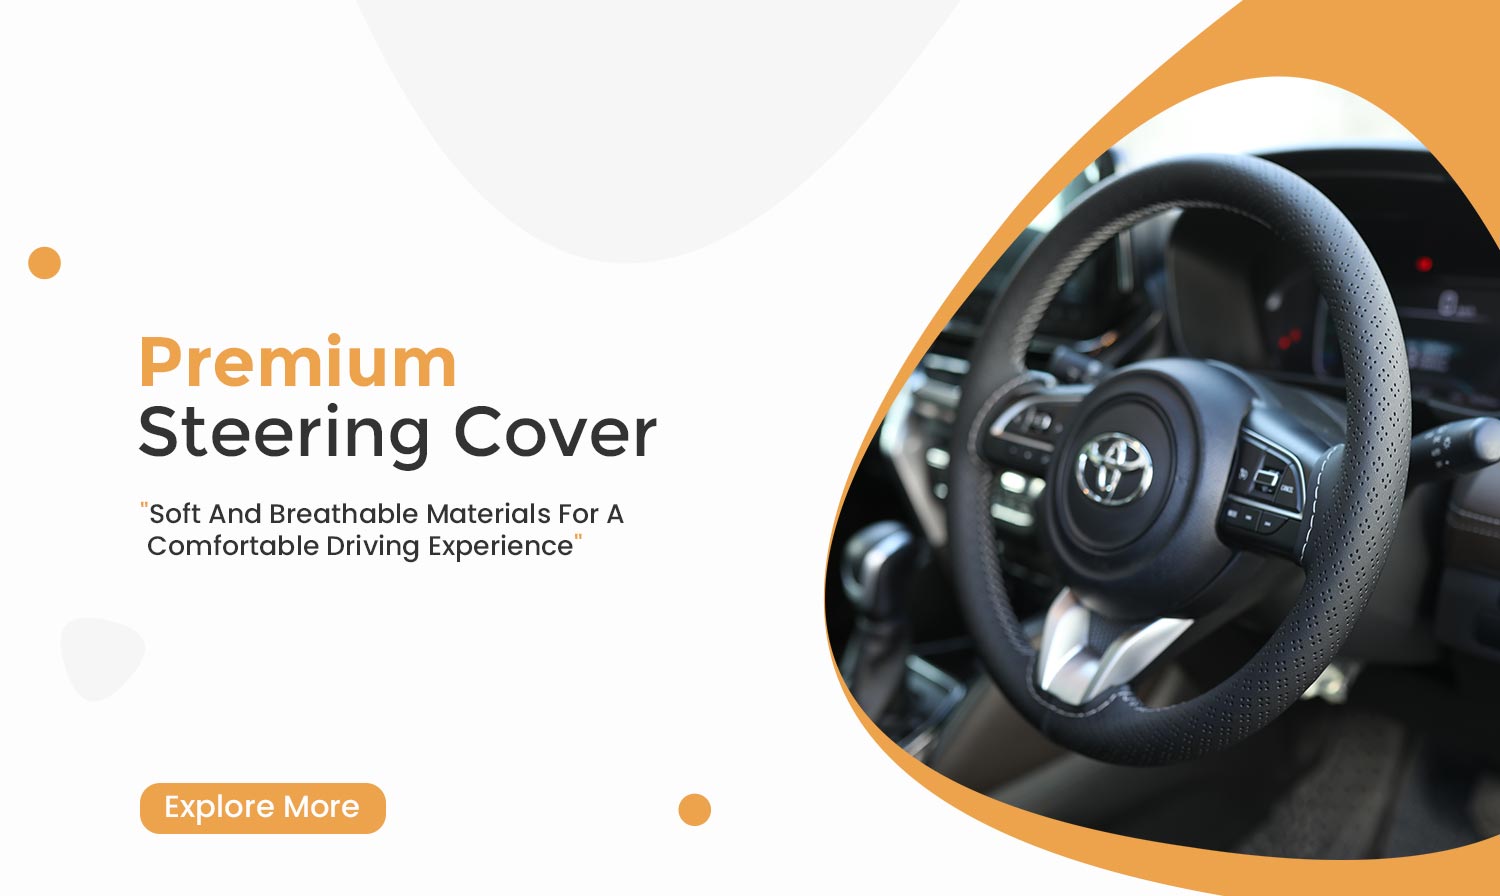 Premium
Steering Cover
"Soft And Breathable Materials For A
Comfortable Driving Experience"
Explore More